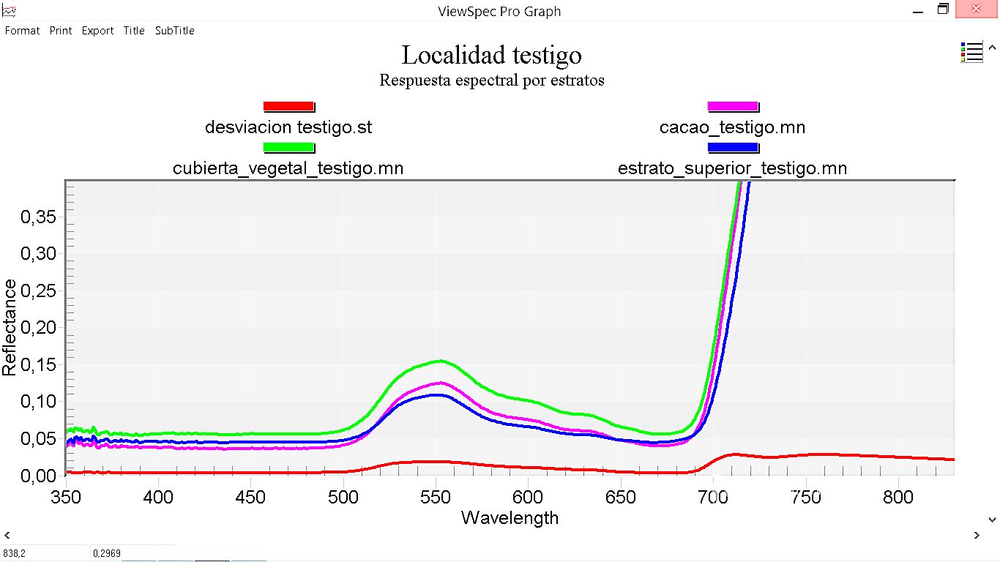 ViewSpec Pro Graph
Format Print Export Title SubTitle
Localidad testigo
Respuesta espectral por estratos
desviacion testigo.st
cacao_testigo.mn
cubierta_vegetal_testigo.mn
estrato_superior_testigo.mn
Reflectance
0,35
0,30
0,25
0,20
0,15
0,10
0,05
0,00
350 400 450 500 550 600 650 700 750 800
Wavelength
838,2 0,2969